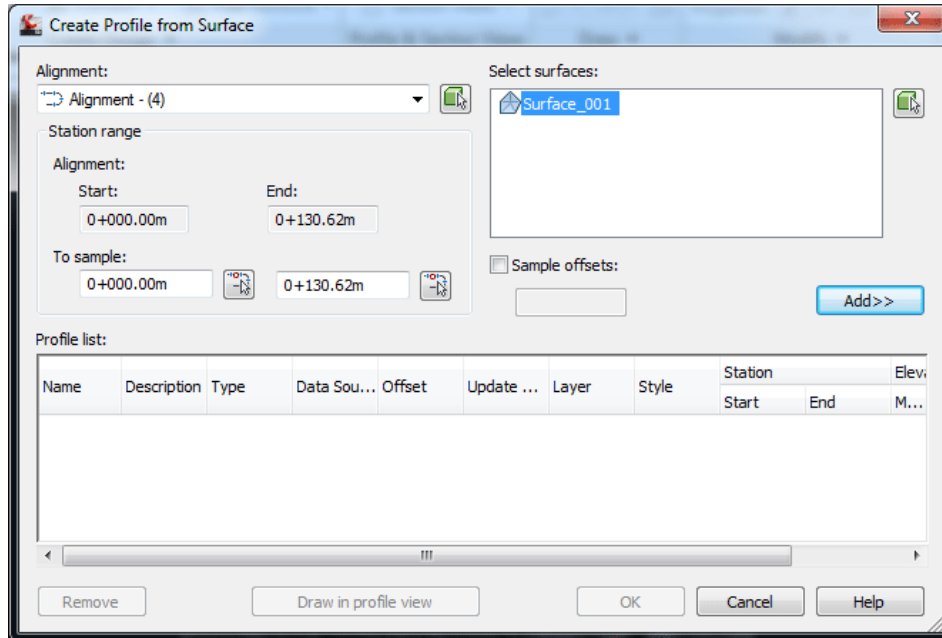 Create Profile from Surface
Alignment:
Alignment - (4)
Select surfaces:
Surface_001
Station range
Alignment:
Start:
End:
0+000.00m
0+130.62m
To sample:
0+000.00m
0+130.62m
Sample offsets:
Add>>
Profile list:
Name Description Type Data Sou... Offset Update ... Layer Style Station Eleva
Start End M...
Remove
Draw in profile view
OK
Cancel
Help